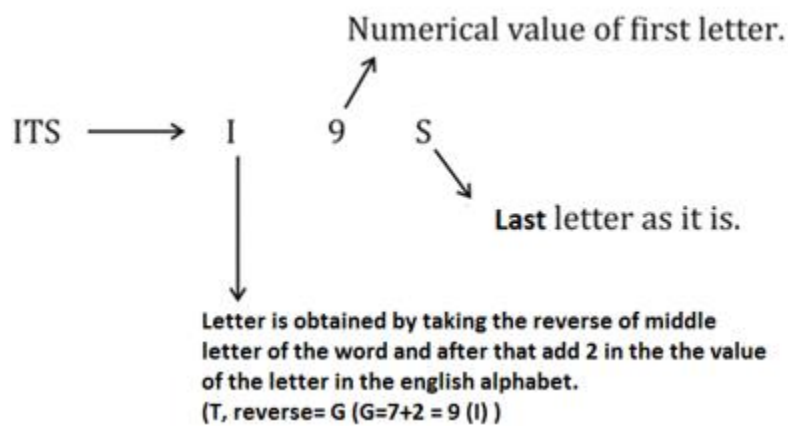 Numerical value of first letter.
ITS I 9 S
Last letter as it is.
Letter is obtained by taking the reverse of middle
letter of the word and after that add 2 in the the value
of the letter in the english alphabet.
(T, reverse= G (G=7+2 = 9 (I) )